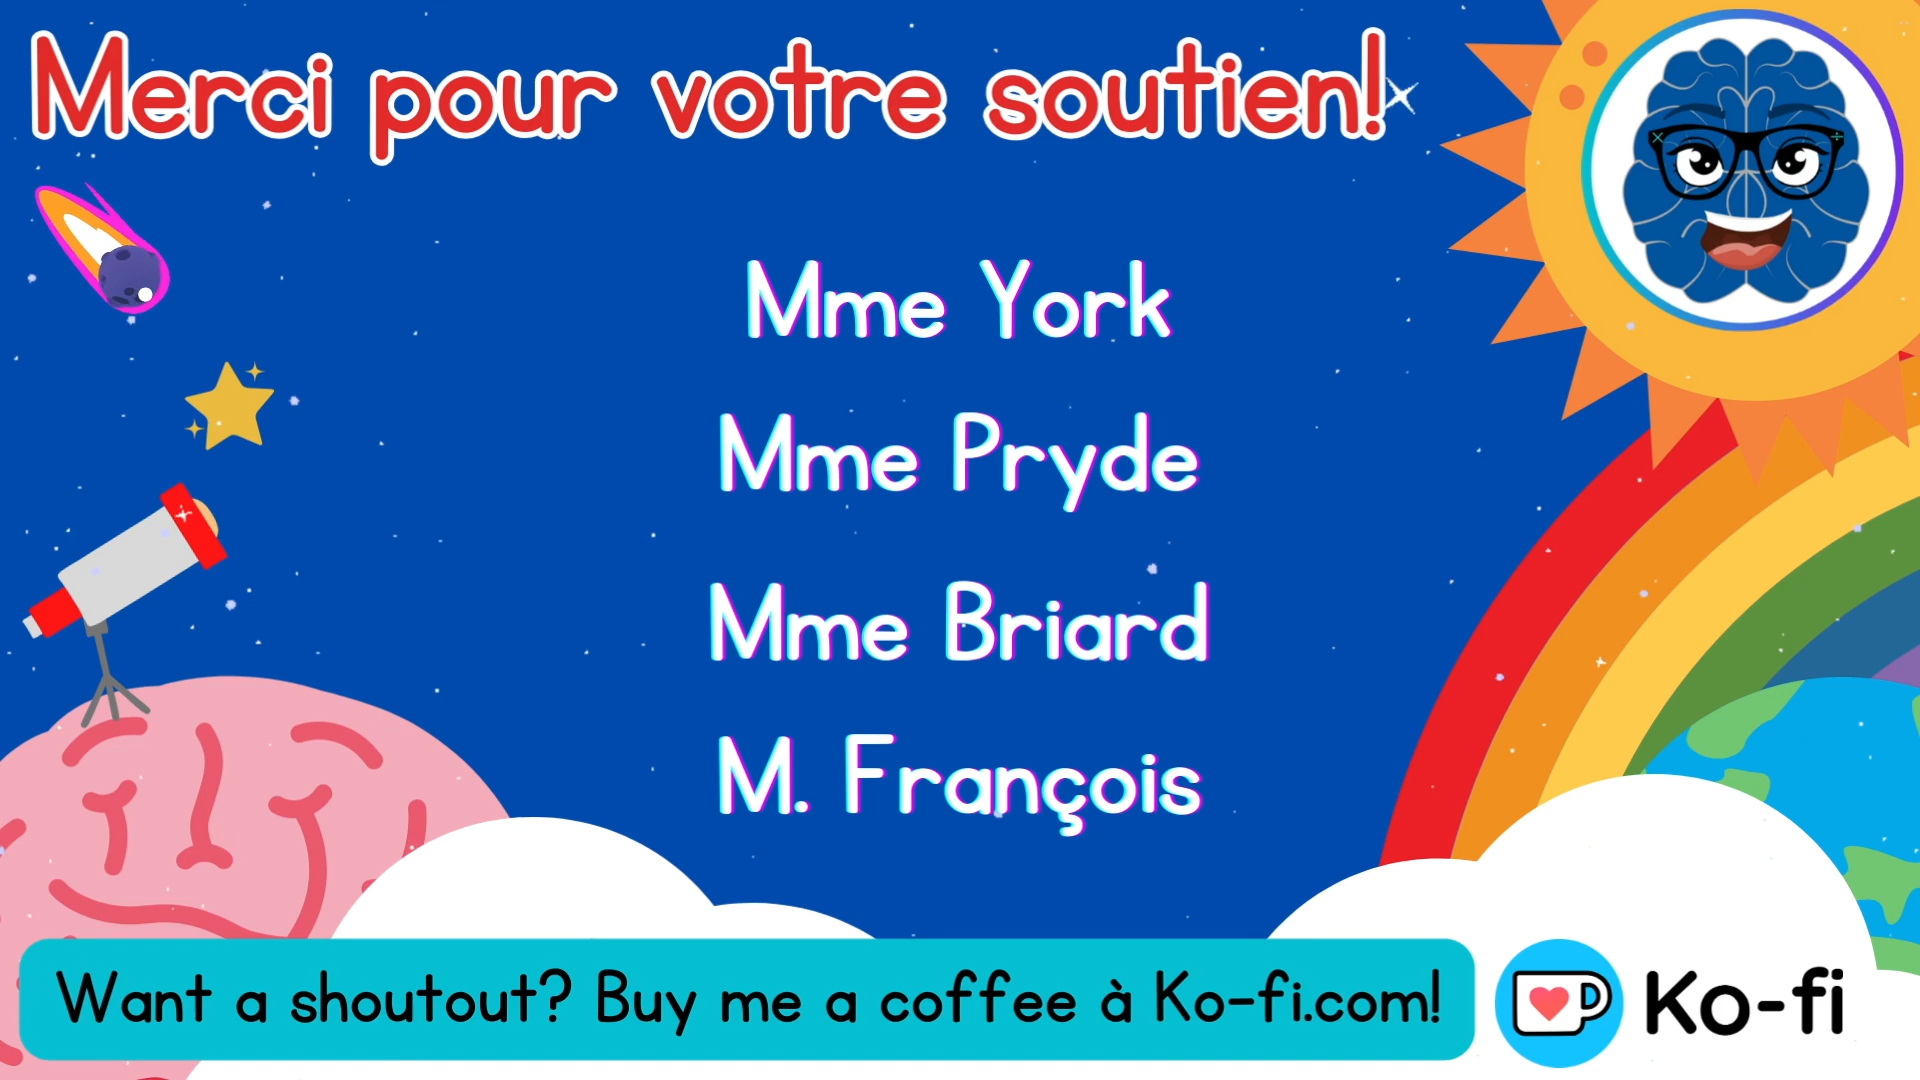 Merci pour votre soutien!
Mme York
Mme Pryde
Mme Briard
M. François
Want a shoutout? Buy me a coffee à Ko-fi.com!
Ko-fi